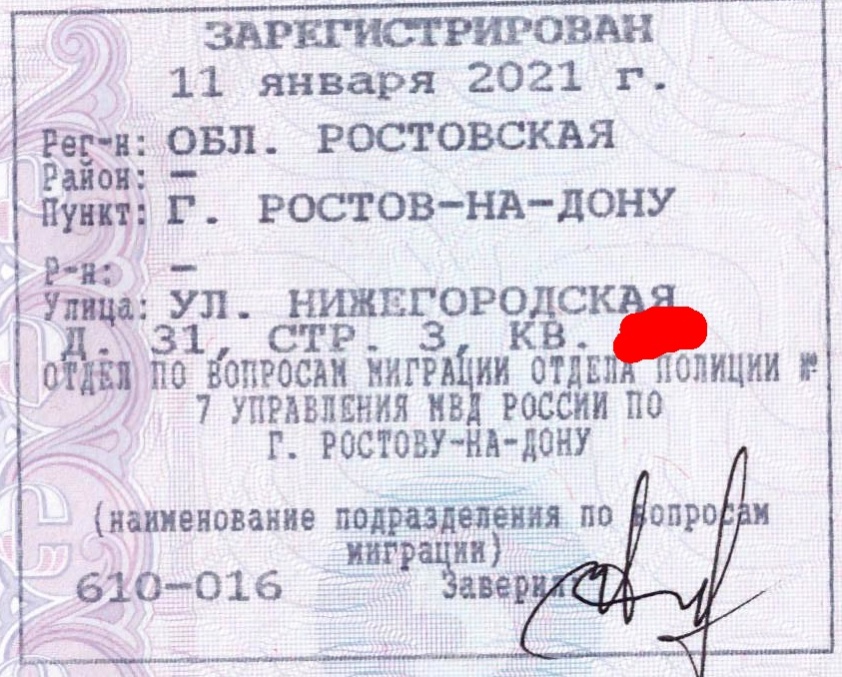 ЗАРЕГИСТРИРОВАН
11 января 2021 г.
Рег-н: ОБЛ. РОСТОВСКАЯ
Район: –
Пункт: Г. РОСТОВ-НА-ДОНУ
Р-н: –
Улица: УЛ. НИЖЕГОРОДСКАЯ
Д. 31, СТР. 3, КВ.
ОТДЕЛ ПО ВОПРОСАМ МИГРАЦИИ ОТДЕЛА ПОЛИЦИИ №
7 УПРАВЛЕНИЯ МВД РОССИИ ПО
Г. РОСТОВУ-НА-ДОНУ
(наименование подразделения по вопросам
миграции)
610-016 Заверил